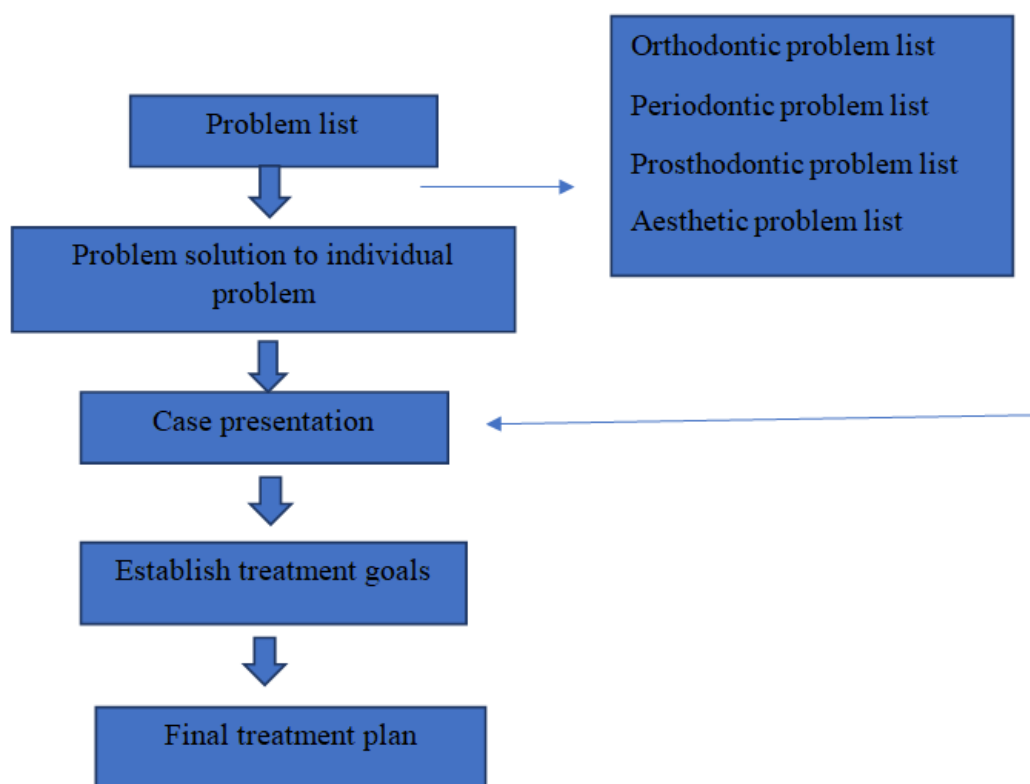 Problem list
Orthodontic problem list
Periodontic problem list
Prosthodontic problem list
Aesthetic problem list
Problem solution to individual
problem
Case presentation
Establish treatment goals
Final treatment plan